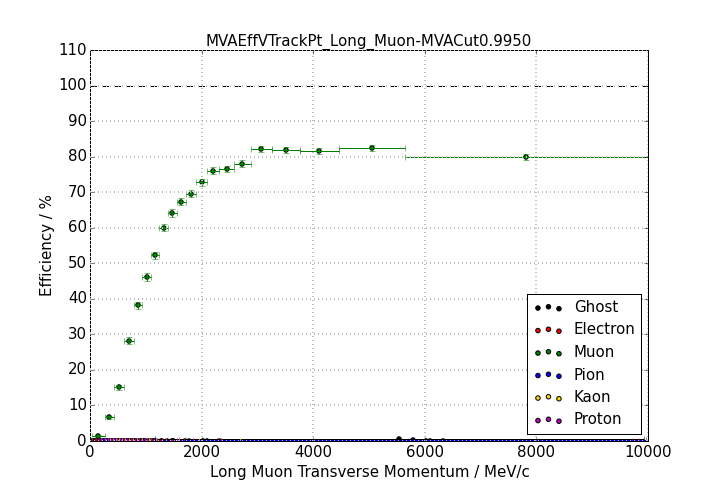 MVAEffVTrackPt_Long_Muon-MVACut0.9950
110
100
90
80
70
60
50
40
30
20
10
0
Efficiency / %
0 2000 4000 6000 8000 10000
Long Muon Transverse Momentum / MeV/c
Ghost
Electron
Muon
Pion
Kaon
Proton